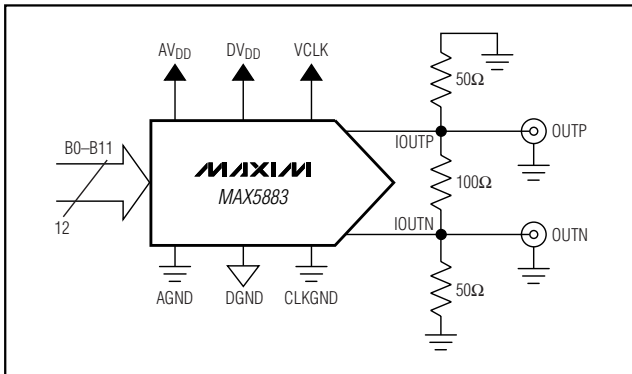 AVDD DVDD VCLK
50Ω
B0–B11
IOUTP
OUTP
MAXIM
MAX5883
100Ω
12
IOUTN
OUTN
AGND DGND CLKGND
50Ω